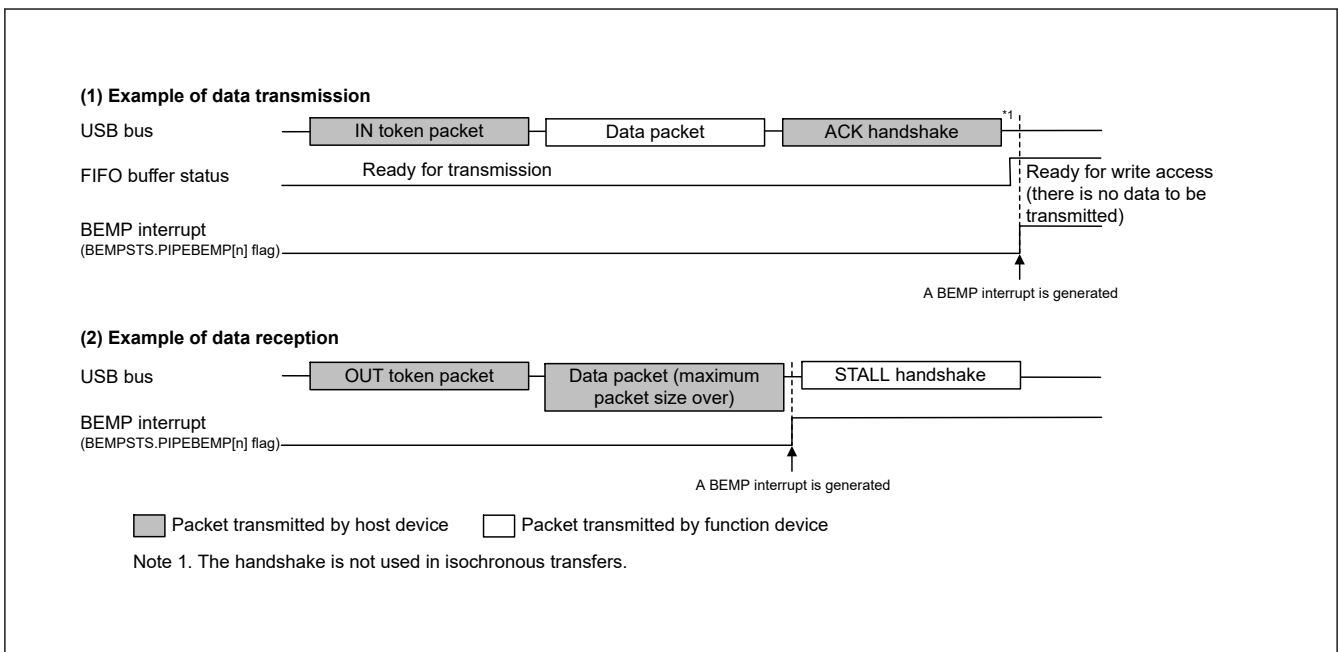 (1) Example of data transmission
USB bus
IN token packet
Data packet
ACK handshake
*1
FIFO buffer status
Ready for transmission
Ready for write access
(there is no data to be
transmitted)
BEMP interrupt
(BEMPSTS.PIPEBEMP[n] flag)
A BEMP interrupt is generated
(2) Example of data reception
USB bus
OUT token packet
Data packet (maximum
packet size over)
STALL handshake
BEMP interrupt
(BEMPSTS.PIPEBEMP[n] flag)
A BEMP interrupt is generated
Packet transmitted by host device
Packet transmitted by function device
Note 1. The handshake is not used in isochronous transfers.